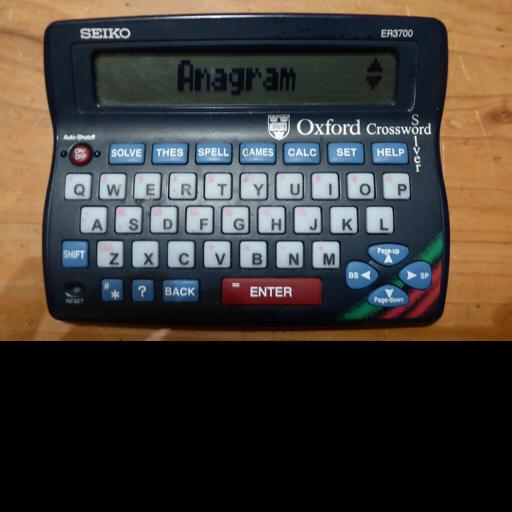 SEIKO
ER3700
Anagram
Oxford Crossword
Solver
Auto-Shutoff
ON/OFF
SOLVE THES SPELL GAMES CALC SET HELP
Q W E R T Y U I O P
A S D F G H J K L
SHIFT Z X C V B N M
Page-up
BS SP
Page-down
RESET
# * ? BACK = ENTER